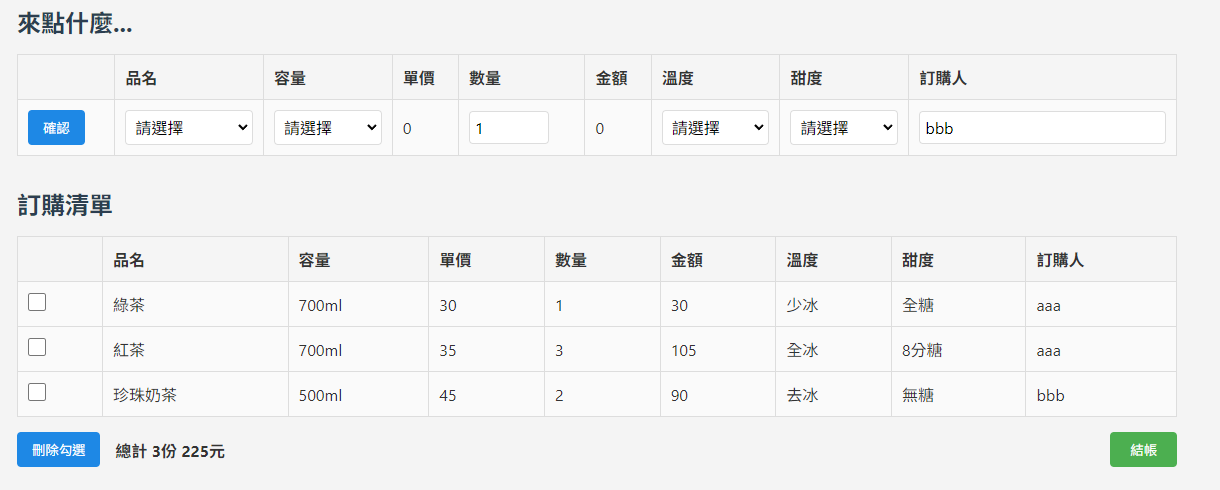 來點什麼...
品名 容量 單價 數量 金額 溫度 甜度 訂購人
確認 請選擇 請選擇 0 1 0 請選擇 請選擇 bbb
訂購清單
品名 容量 單價 數量 金額 溫度 甜度 訂購人
綠茶 700ml 30 1 30 少冰 全糖 aaa
紅茶 700ml 35 3 105 全冰 8分糖 aaa
珍珠奶茶 500ml 45 2 90 去冰 無糖 bbb
刪除勾選 總計 3份 225元 結帳